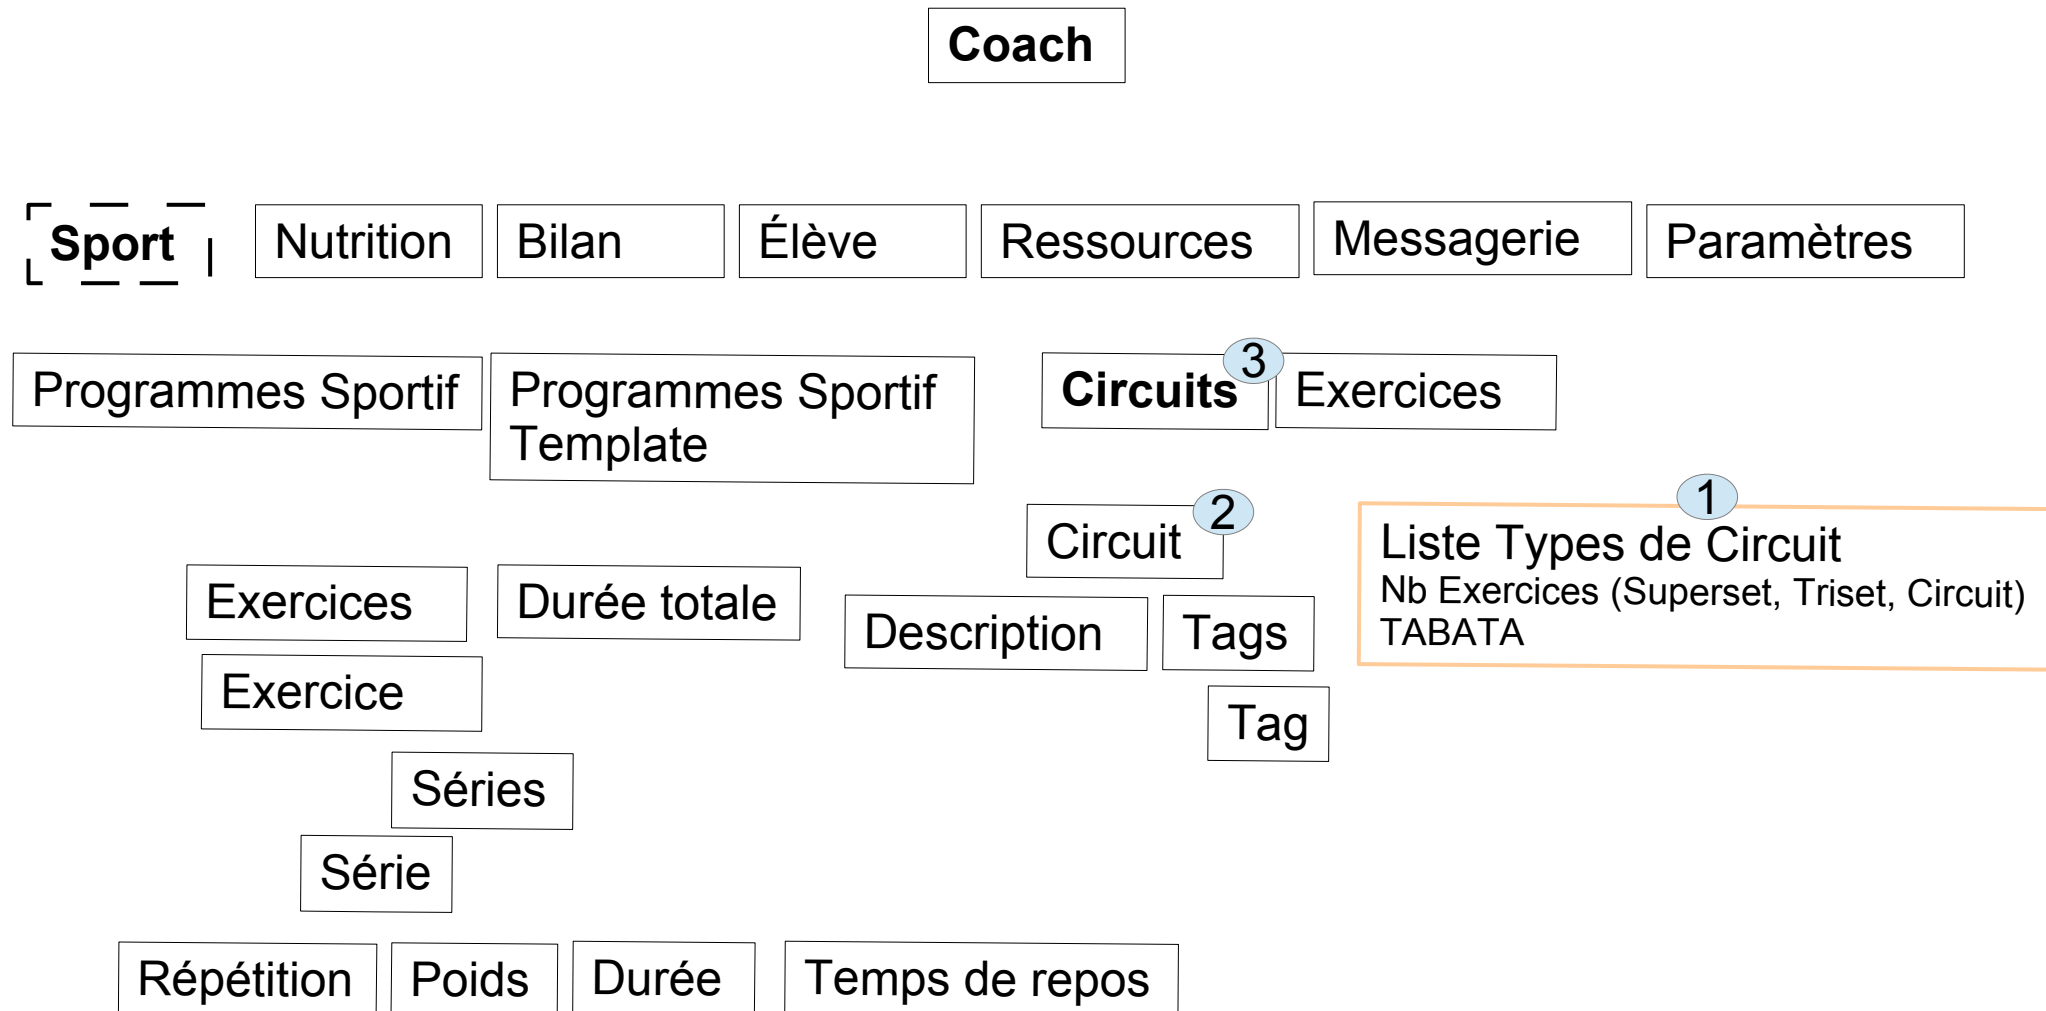 Coach
Sport
Nutrition
Bilan
Élève
Ressources
Messagerie
Paramètres
Programmes Sportif
Programmes Sportif
Template
Circuits
3
Exercices
Circuit
2
1
Liste Types de Circuit
Nb Exercices (Superset, Triset, Circuit)
TABATA
Exercices
Durée totale
Description
Tags
Exercice
Tag
Séries
Série
Répétition
Poids
Durée
Temps de repos